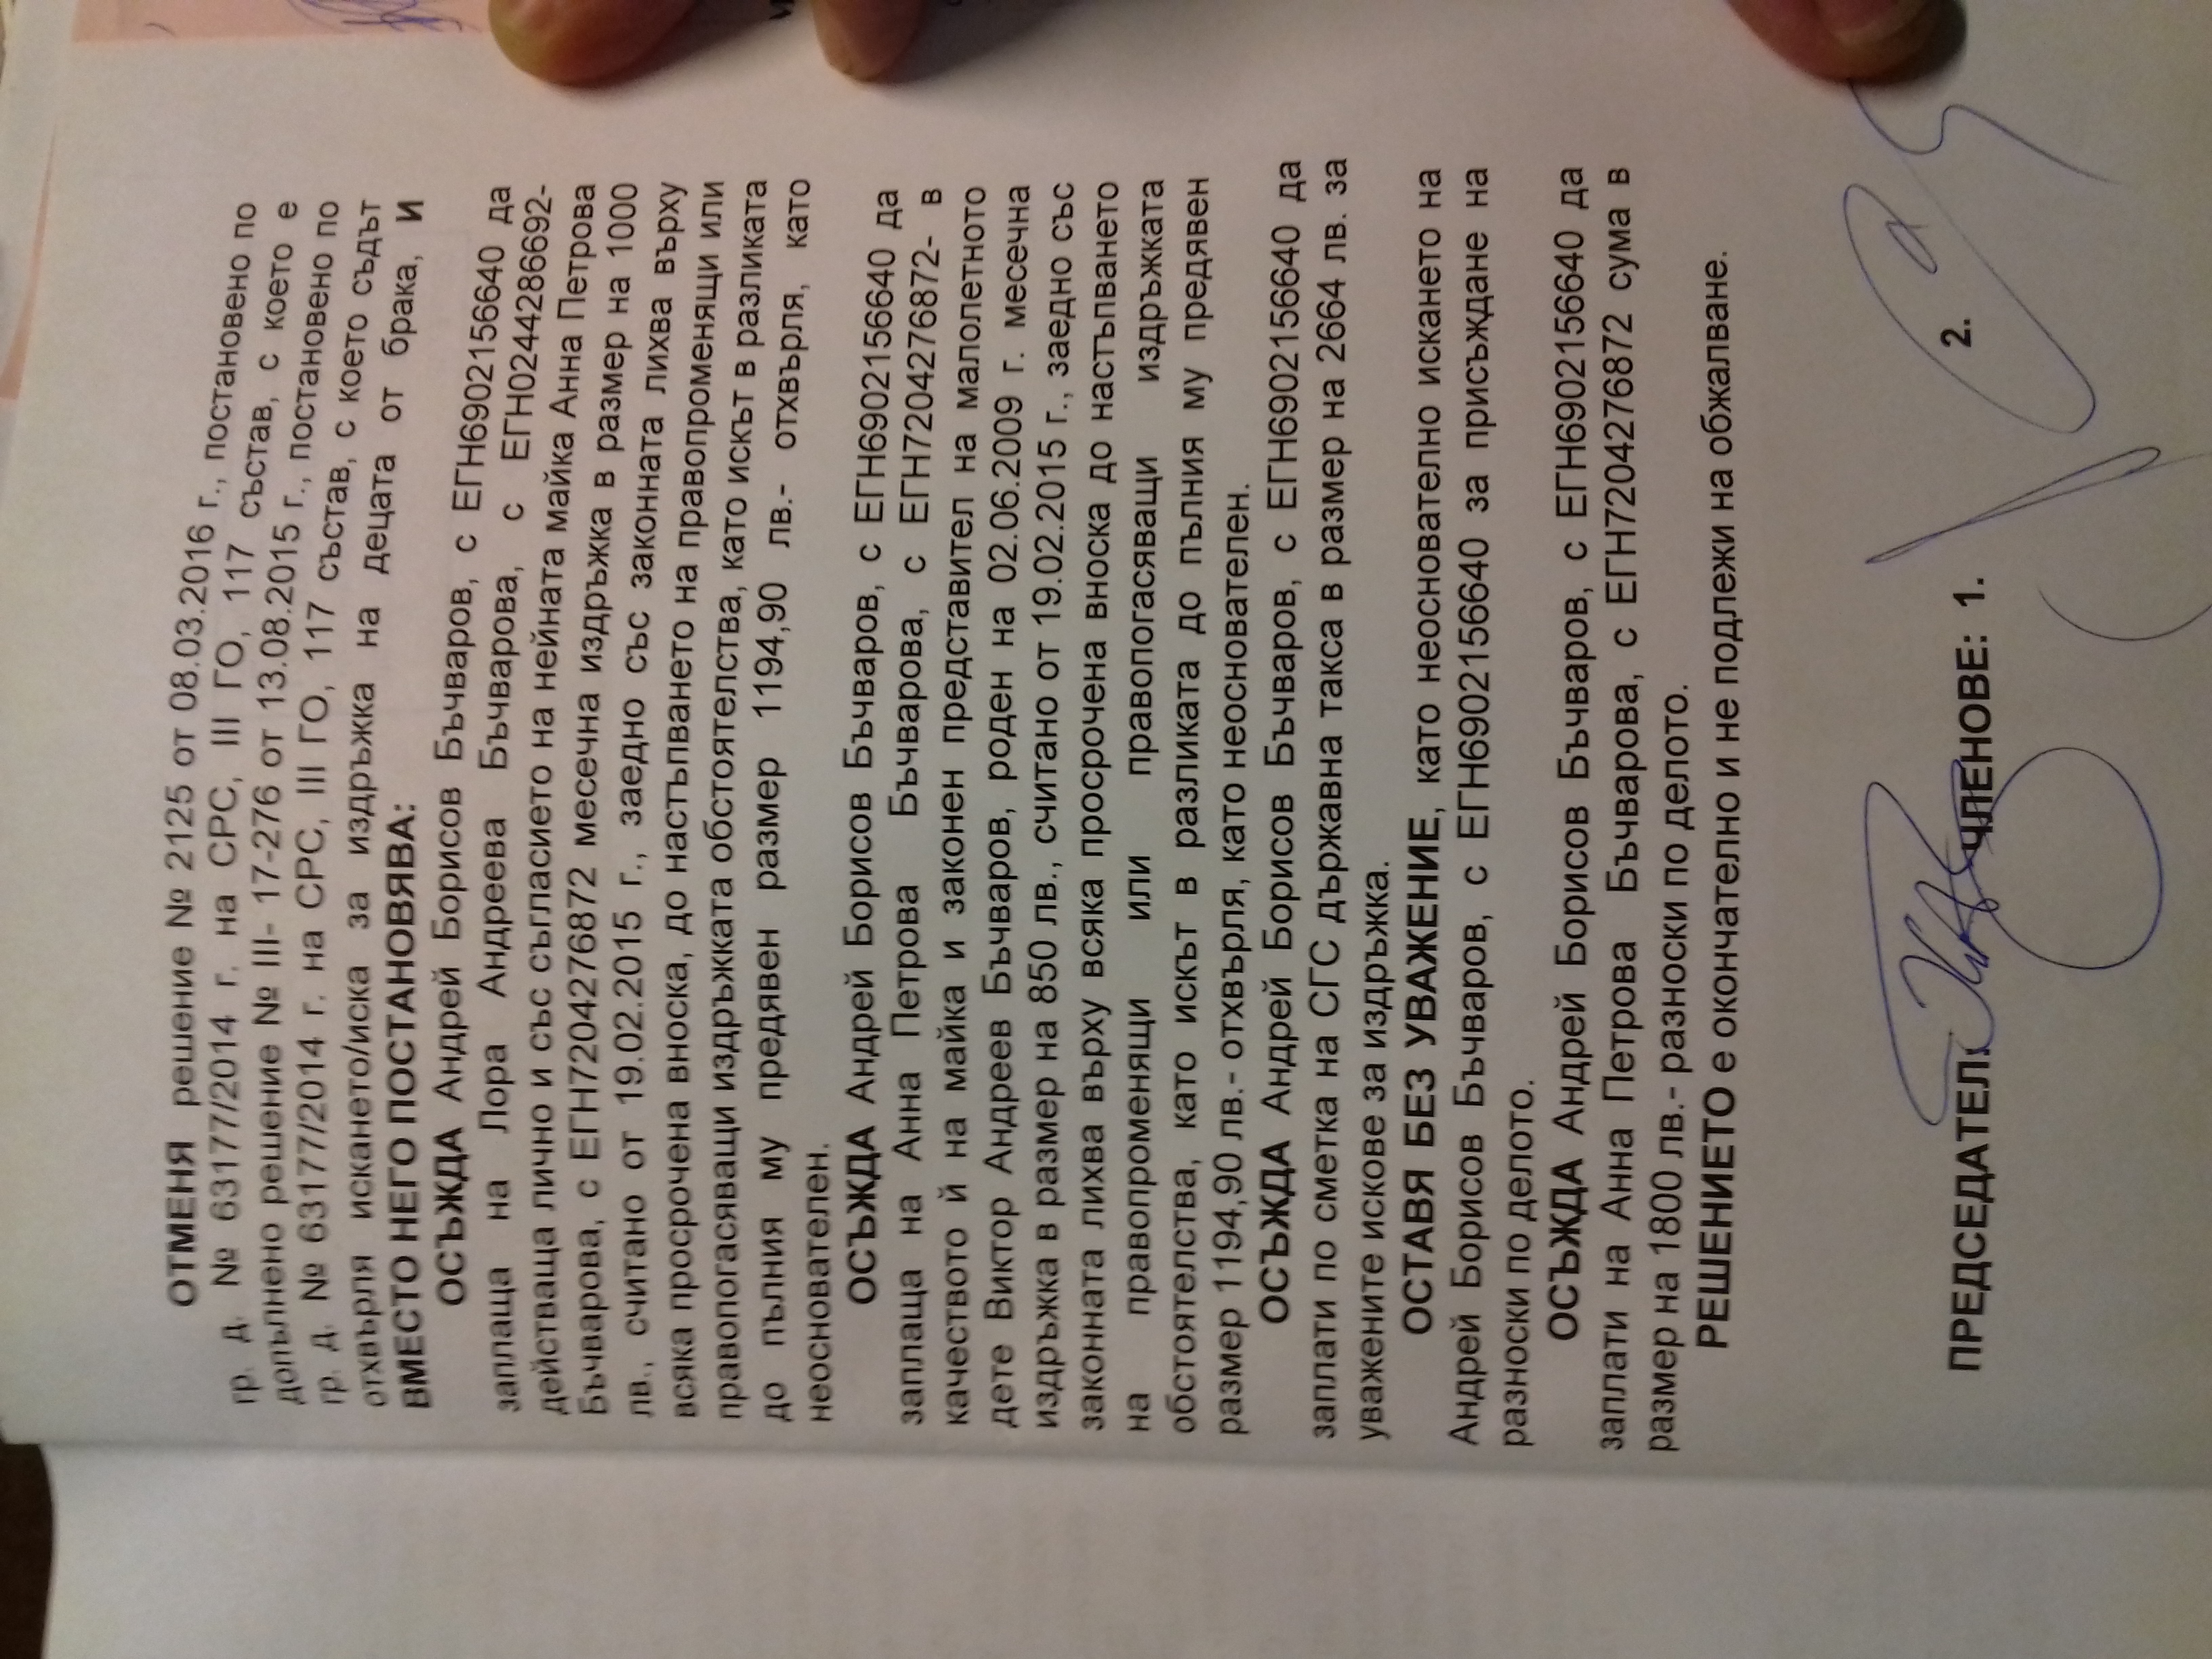 ОТМЕНЯ решение № 2125 от 08.03.2016 г., постановено по
гр. д. № 63177/2014 г. на СРС, III ГО, 117 състав, с което е
допълнено решение № III- 17-276 от 13.08.2015 г., постановено по
гр. д. № 63177/2014 г. на СРС, III ГО, 117 състав, с което съдът
отхвърля искането/иска за издръжка на децата от брака, И
ВМЕСТО НЕГО ПОСТАНОВЯВА:
ОСЪЖДА Андрей Борисов Бъчваров, с ЕГН6902156640 да
заплаща на Лора Андреева Бъчварова, с ЕГН0244286692-
действаща лично и със съгласието на нейната майка Анна Петрова
Бъчварова, с ЕГН7204276872 месечна издръжка в размер на 1000
лв., считано от 19.02.2015 г., заедно със законната лихва върху
всяка просрочена вноска, до настъпването на правопроменящи или
правопогасяващи издръжката обстоятелства, като искът в разликата
до пълния му предявен размер 1194,90 лв.- отхвърля, като
неоснователен.
ОСЪЖДА Андрей Борисов Бъчваров, с ЕГН6902156640 да
заплаща на Анна Петрова Бъчварова, с ЕГН7204276872- в
качеството й на майка и законен представител на малолетното
дете Виктор Андреев Бъчваров, роден на 02.06.2009 г. месечна
издръжка в размер на 850 лв., считано от 19.02.2015 г., заедно със
законната лихва върху всяка просрочена вноска до настъпването
на правопроменящи или правопогасяващи издръжката
обстоятелства, като искът в разликата до пълния му предявен
размер 1194,90 лв.- отхвърля, като неоснователен.
ОСЪЖДА Андрей Борисов Бъчваров, с ЕГН6902156640 да
заплати по сметка на СГС държавна такса в размер на 2664 лв. за
уважените искове за издръжка.
ОСТАВЯ БЕЗ УВАЖЕНИЕ, като неоснователно искането на
Андрей Борисов Бъчваров, с ЕГН6902156640 за присъждане на
разноски по делото.
ОСЪЖДА Андрей Борисов Бъчваров, с ЕГН6902156640 да
заплати на Анна Петрова Бъчварова, с ЕГН7204276872 сума в
размер на 1800 лв.- разноски по делото.
РЕШЕНИЕТО е окончателно и не подлежи на обжалване.
ПРЕДСЕДАТЕЛ: ЧЛЕНОВЕ: 1. 2.